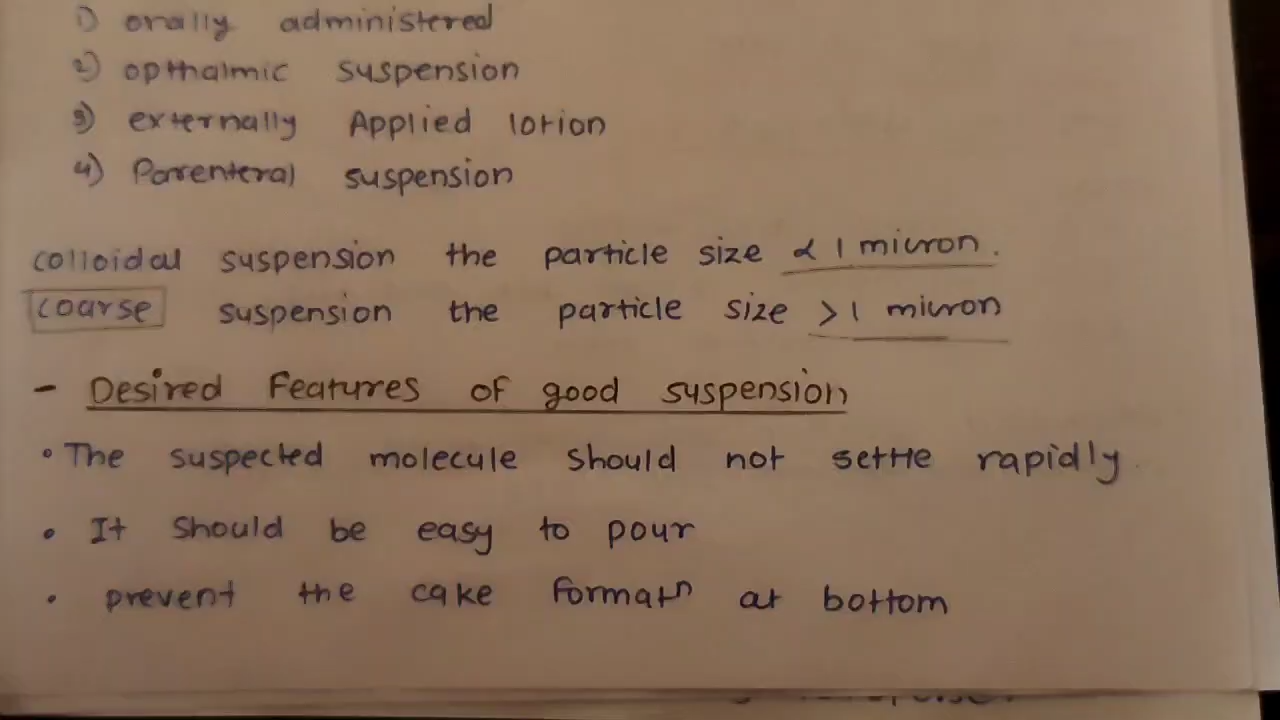 1) orally administered
2) opthalmic suspension
3) externally Applied lotion
4) Parenteral suspension
colloidal suspension the particle size < 1 micron.
coarse suspension the particle size > 1 micron
- Desired Features of good suspension
• The suspected molecule should not settle rapidly.
• It should be easy to pour
• prevent the cake formatn at bottom